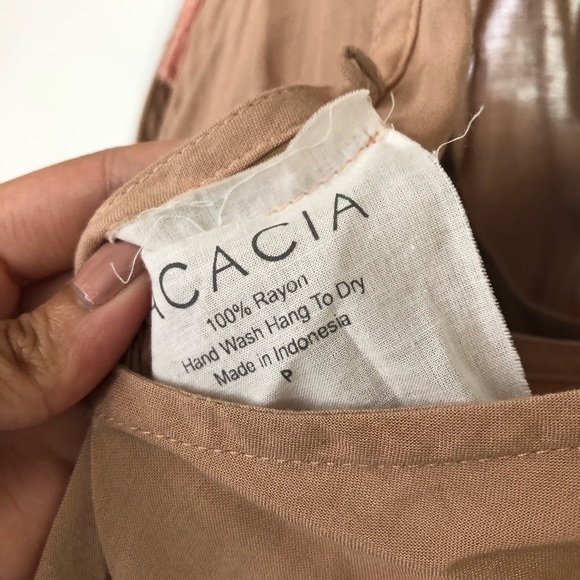 ACACIA
100% Rayon
Hand Wash Hang To Dry
Made in Indonesia
P